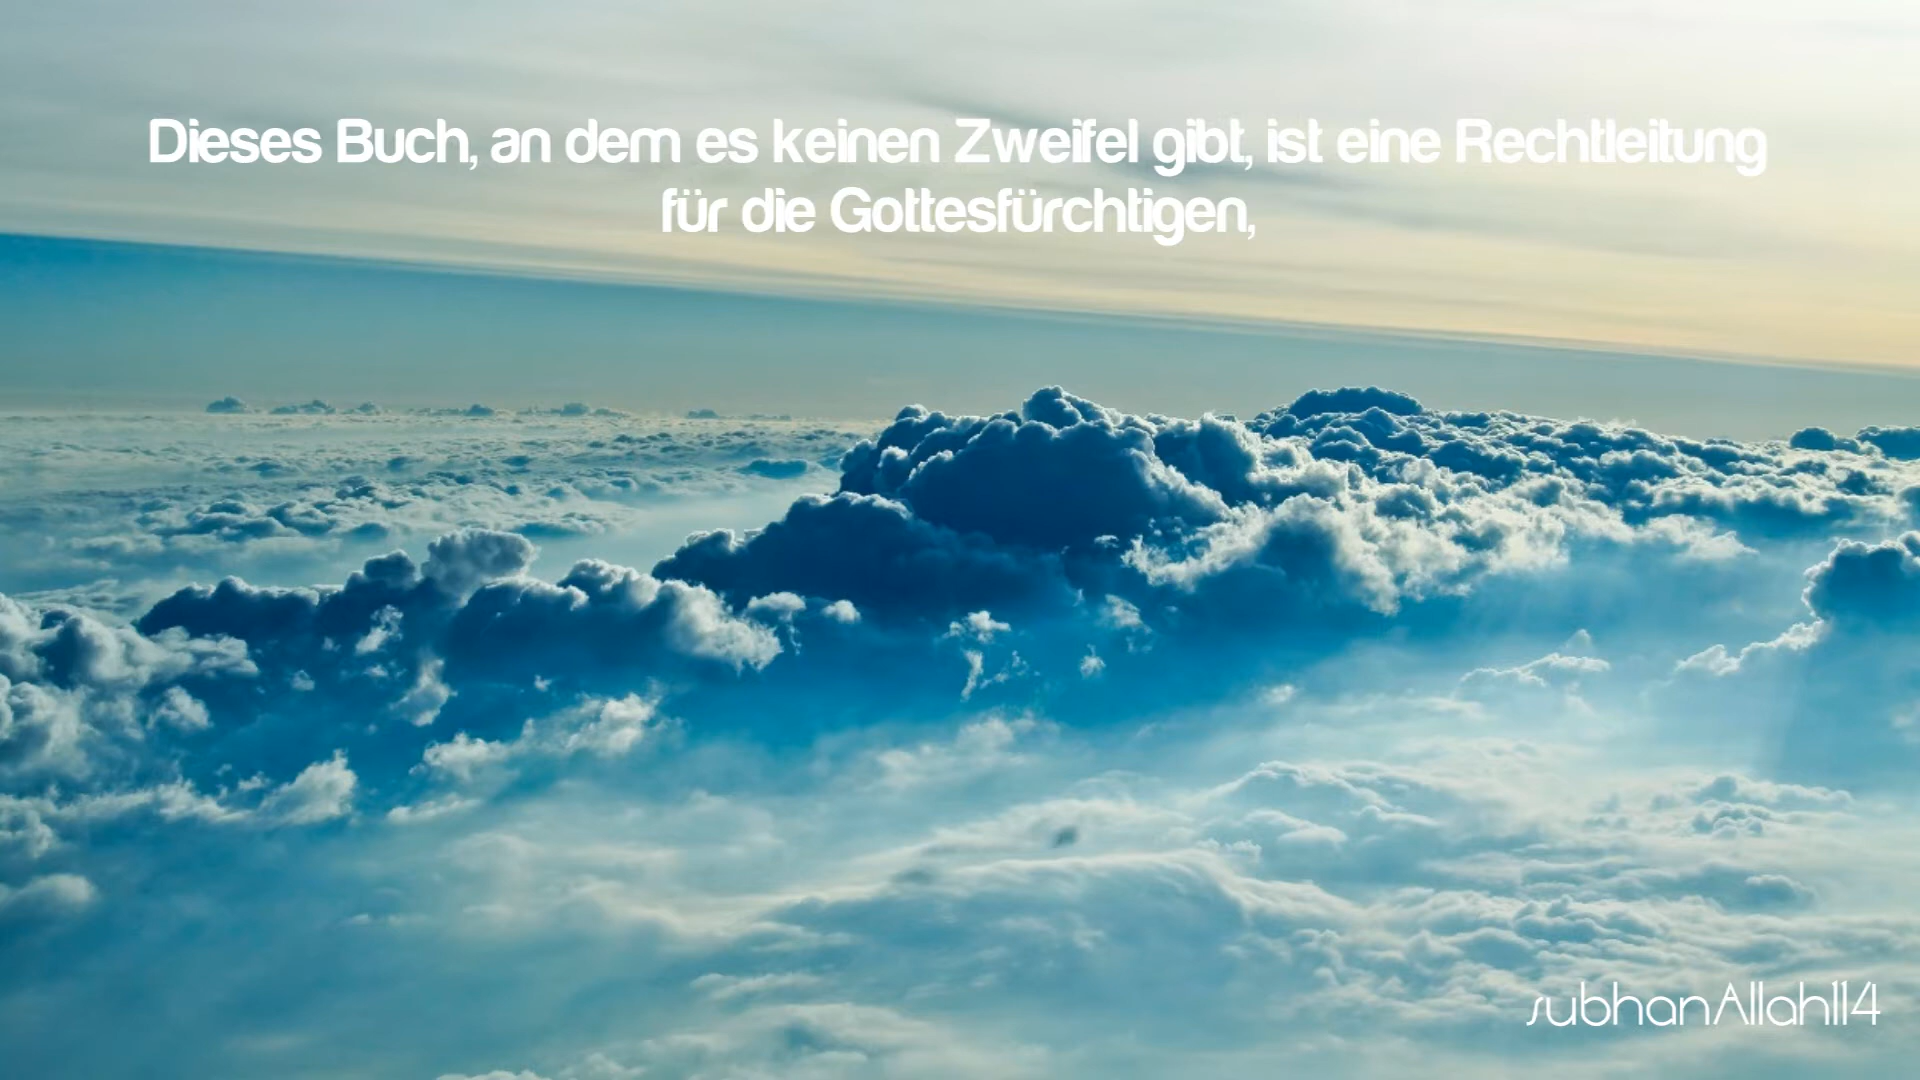 Dieses Buch, an dem es keinen Zweifel gibt, ist eine Rechtleitung
für die Gottesfürchtigen,
subhanAllah114